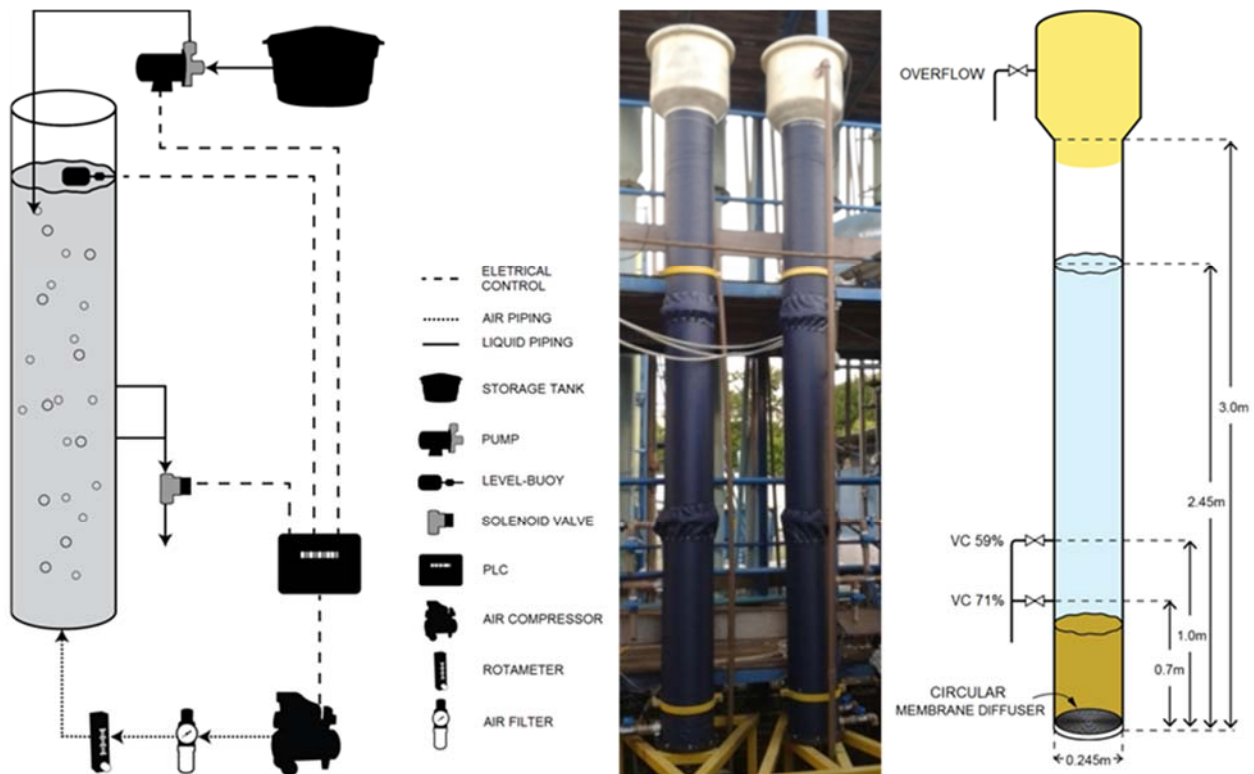 ELETRICAL
CONTROL
AIR PIPING
LIQUID PIPING
STORAGE TANK
PUMP
LEVEL-BUOY
SOLENOID VALVE
PLC
AIR COMPRESSOR
ROTAMETER
AIR FILTER
OVERFLOW
3.0m
2.45m
VC 59%
VC 71%
1.0m
0.7m
CIRCULAR
MEMBRANE DIFFUSER
0.245m